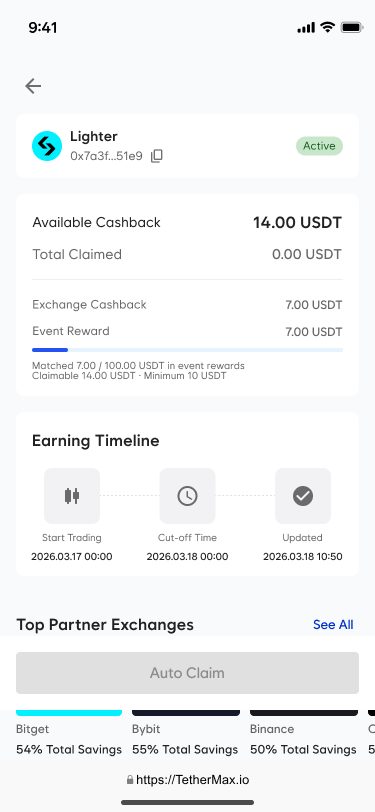 9:41
Lighter
0x7a3f...51e9
Active
Available Cashback 14.00 USDT
Total Claimed 0.00 USDT
Exchange Cashback 7.00 USDT
Event Reward 7.00 USDT
Matched 7.00 / 100.00 USDT in event rewards
Claimable 14.00 USDT · Minimum 10 USDT
Earning Timeline
Start Trading Cut-off Time Updated
2026.03.17 00:00 2026.03.18 00:00 2026.03.18 10:50
Top Partner Exchanges See All
Auto Claim
Bitget Bybit Binance
54% Total Savings 55% Total Savings 50% Total Savings 5
https://TetherMax.io